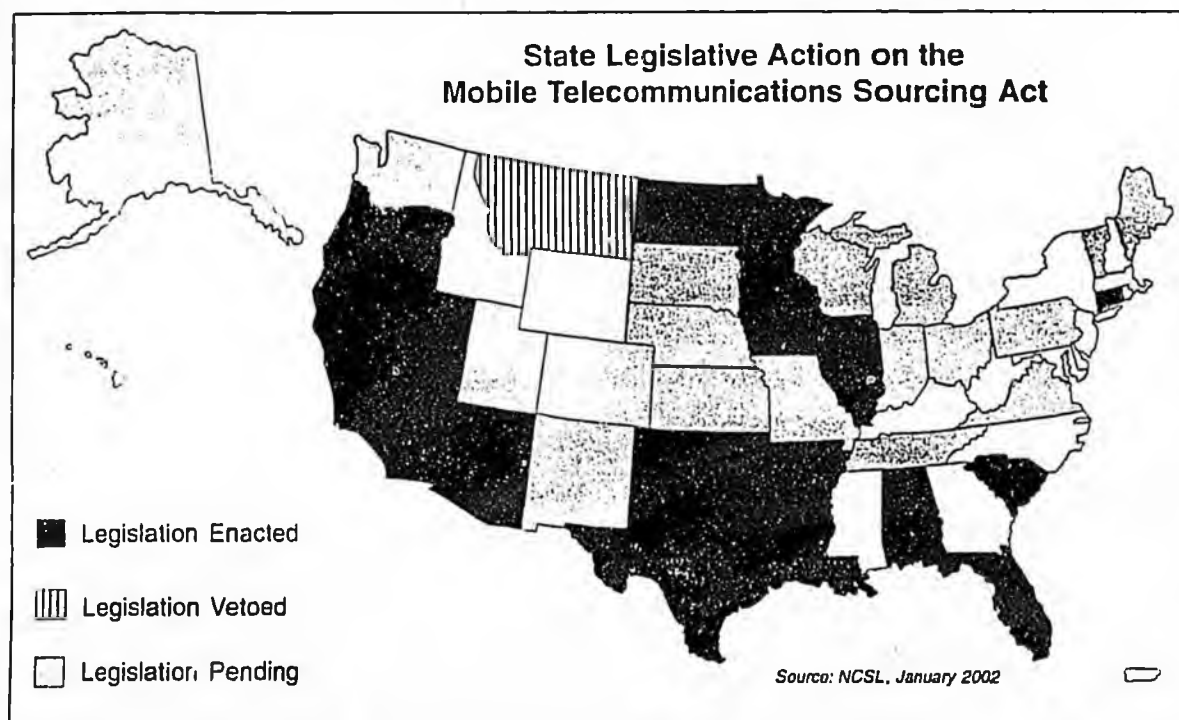 State Legislative Action on the
Mobile Telecommunications Sourcing Act
Legislation Enacted
Legislation Vetoed
Legislation Pending
Source: NCSL, January 2002